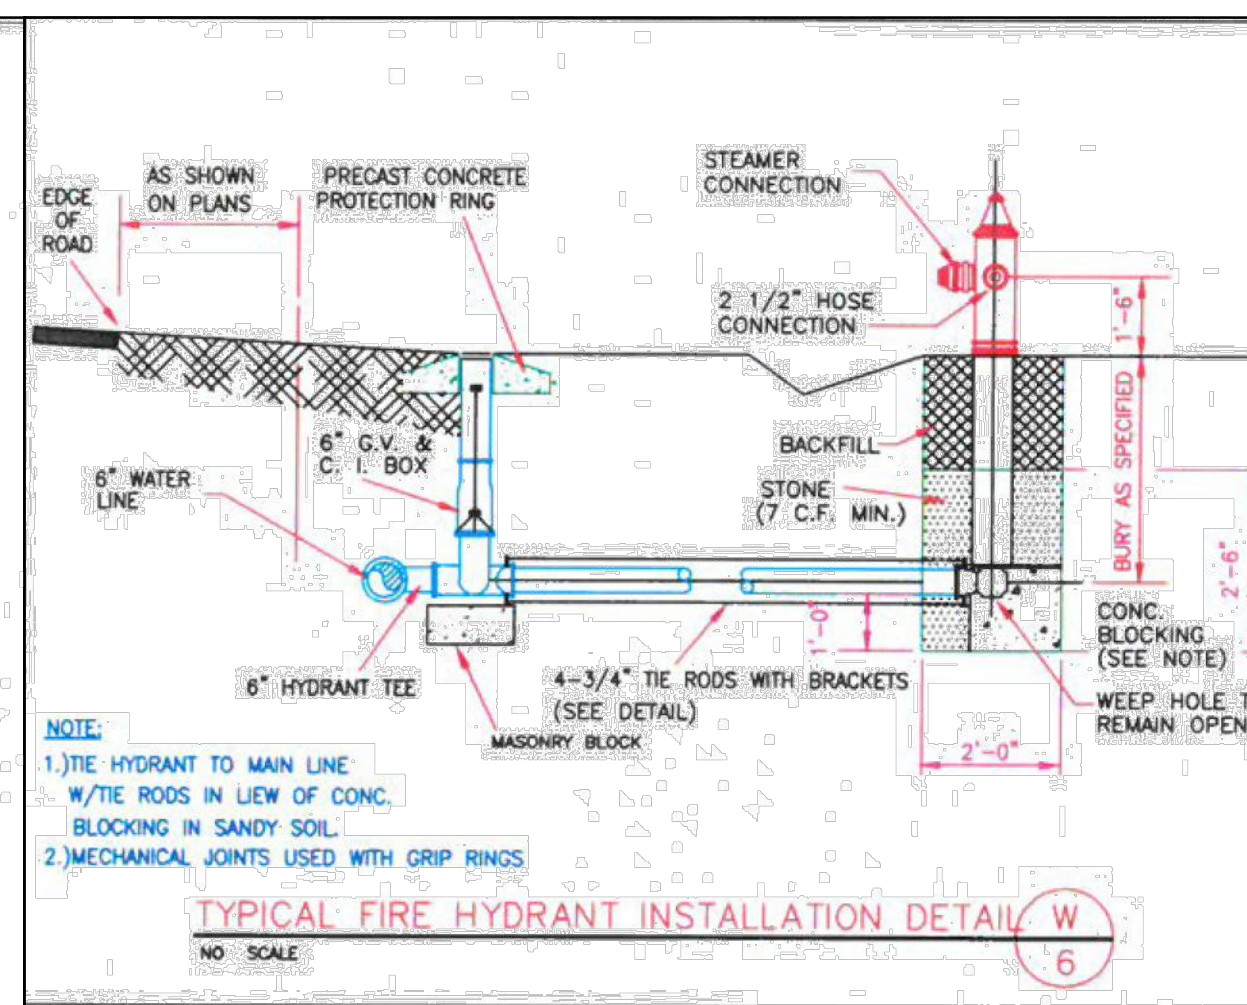 EDGE
OF
ROAD
AS SHOWN
ON PLANS
PRECAST CONCRETE
PROTECTION RING
STEAMER
CONNECTION
2 1/2" HOSE
CONNECTION
1'-6"
BURY AS SPECIFIED
BACKFILL
STONE
(7 C.F. MIN.)
6" G.V. &
C. I. BOX
6" WATER
LINE
2'-6"
1'-0"
CONC.
BLOCKING
(SEE NOTE)
WEEP HOLE T
REMAIN OPEN
6" HYDRANT TEE
4-3/4" TIE RODS WITH BRACKETS
(SEE DETAIL)
MASONRY BLOCK
2'-0"
NOTE:
1.)TIE HYDRANT TO MAIN LINE
W/TIE RODS IN LIEW OF CONC.
BLOCKING IN SANDY SOIL.
2.)MECHANICAL JOINTS USED WITH GRIP RINGS
TYPICAL FIRE HYDRANT INSTALLATION DETAIL
W
6
NO SCALE